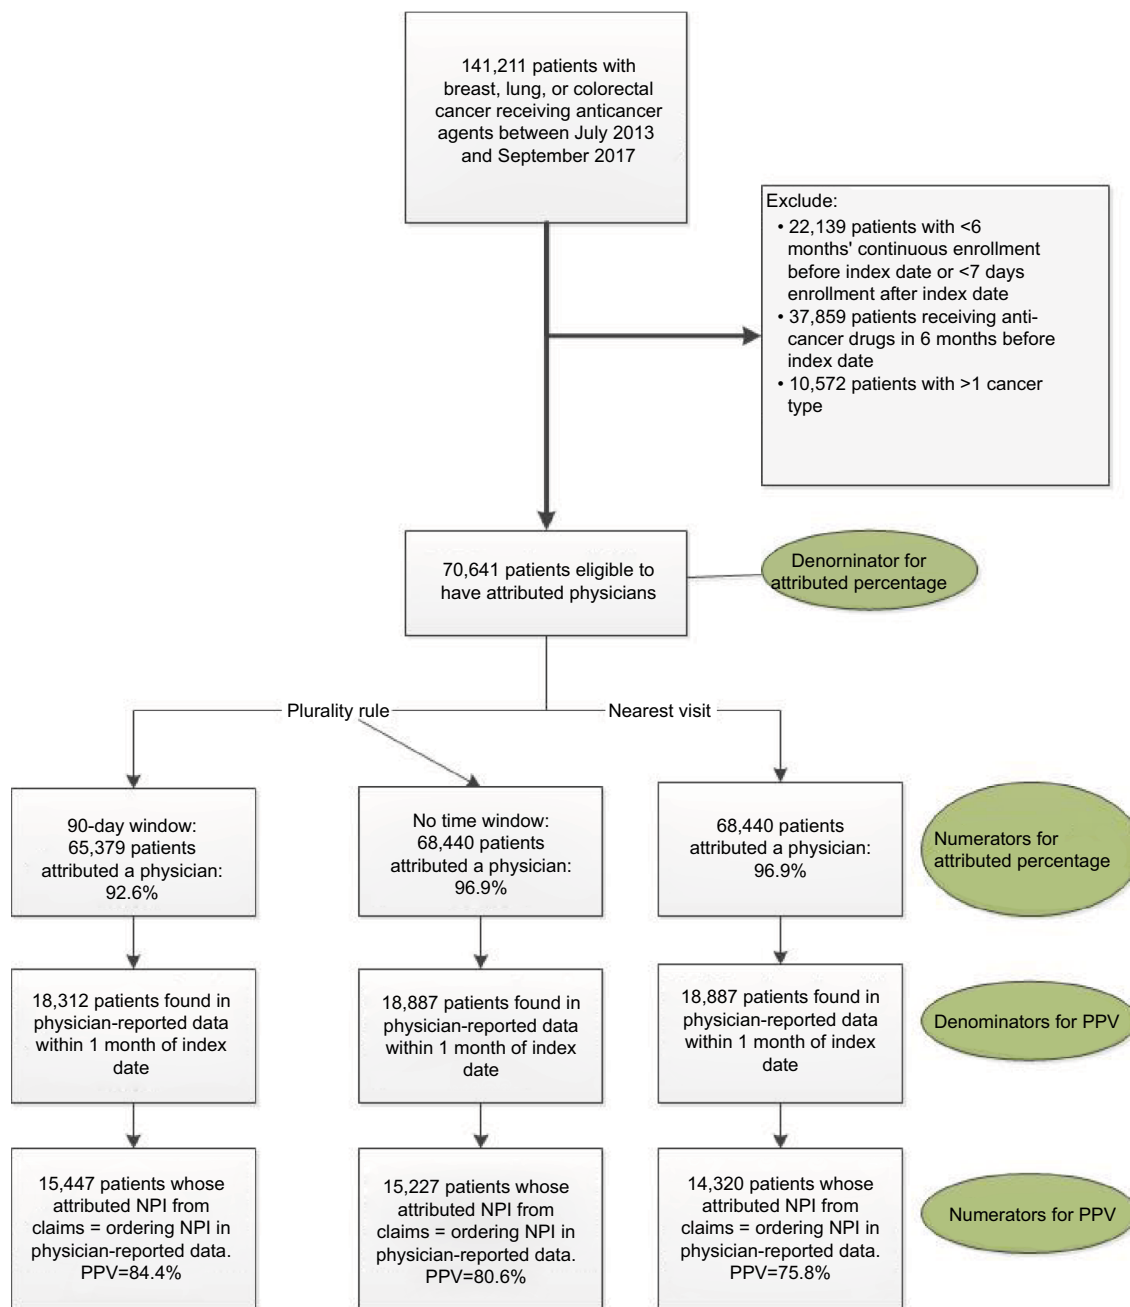 141,211 patients with
breast, lung, or colorectal
cancer receiving anticancer
agents between July 2013
and September 2017
Exclude:
• 22,139 patients with <6
months' continuous enrollment
before index date or <7 days
enrollment after index date
• 37,859 patients receiving anti-
cancer drugs in 6 months before
index date
• 10,572 patients with >1 cancer
type
70,641 patients eligible to
have attributed physicians
Denorninator for
attributed percentage
Plurality rule
Nearest visit
90-day window:
65,379 patients
attributed a physician:
92.6%
No time window:
68,440 patients
attributed a physician:
96.9%
68,440 patients
attributed a physician:
96.9%
Numerators for
attributed percentage
18,312 patients found in
physician-reported data
within 1 month of index
date
18,887 patients found in
physician-reported data
within 1 month of index
date
18,887 patients found in
physician-reported data
within 1 month of index
date
Denominators for PPV
15,447 patients whose
attributed NPI from
claims = ordering NPI in
physician-reported data.
PPV=84.4%
15,227 patients whose
attributed NPI from
claims = ordering NPI in
physician-reported data.
PPV=80.6%
14,320 patients whose
attributed NPI from
claims = ordering NPI in
physician-reported data.
PPV=75.8%
Numerators for PPV